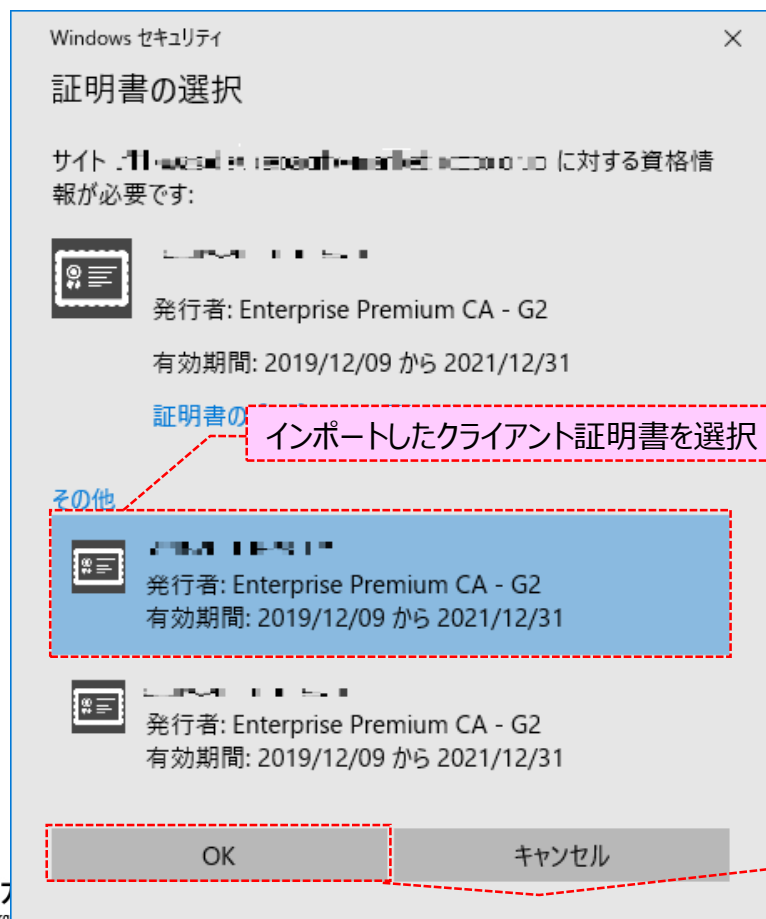 Windows セキュリティ
証明書の選択
サイト に対する資格情
報が必要です:
発行者: Enterprise Premium CA - G2
有効期間: 2019/12/09 から 2021/12/31
証明書の
インポートしたクライアント証明書を選択
その他
発行者: Enterprise Premium CA - G2
有効期間: 2019/12/09 から 2021/12/31
発行者: Enterprise Premium CA - G2
有効期間: 2019/12/09 から 2021/12/31
OK
キャンセル